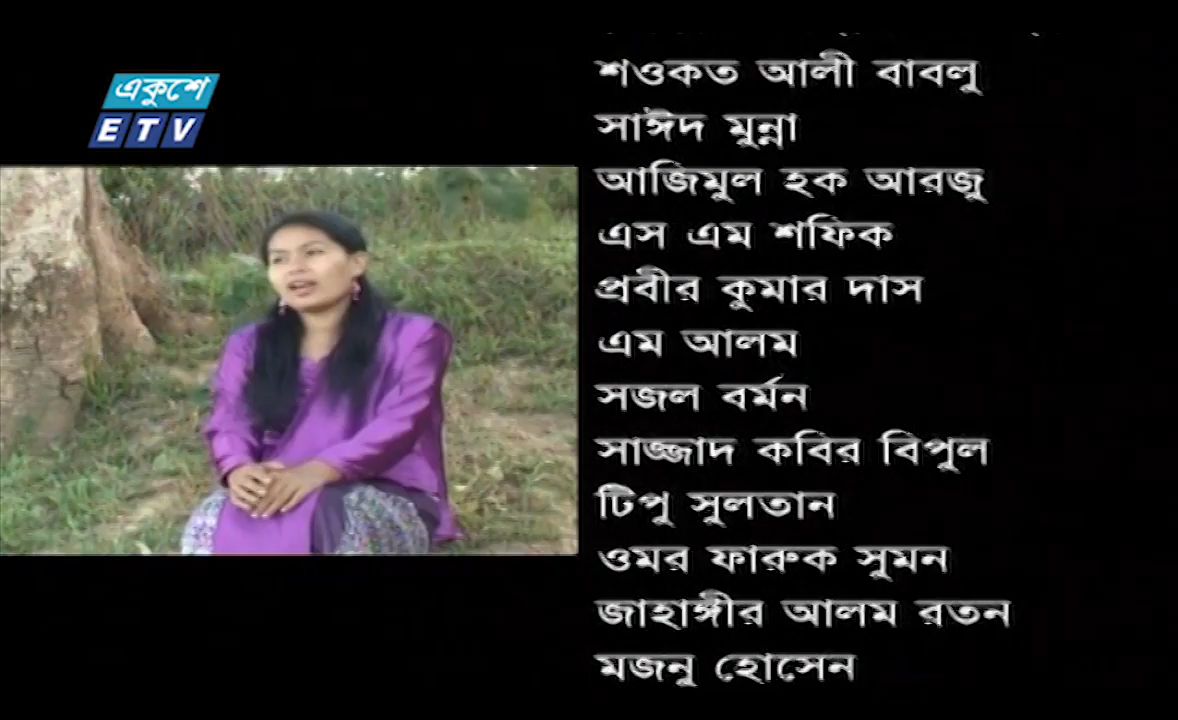 একুশে
ETV
শওকত আলী বাবলু
সাঈদ মুন্না
আজিমুল হক আরজু
এস এম শফিক
প্রবীর কুমার দাস
এম আলম
সজল বর্মন
সাজ্জাদ কবির বিপুল
টিপু সুলতান
ওমর ফারুক সুমন
জাহাঙ্গীর আলম রতন
মজনু হোসেন